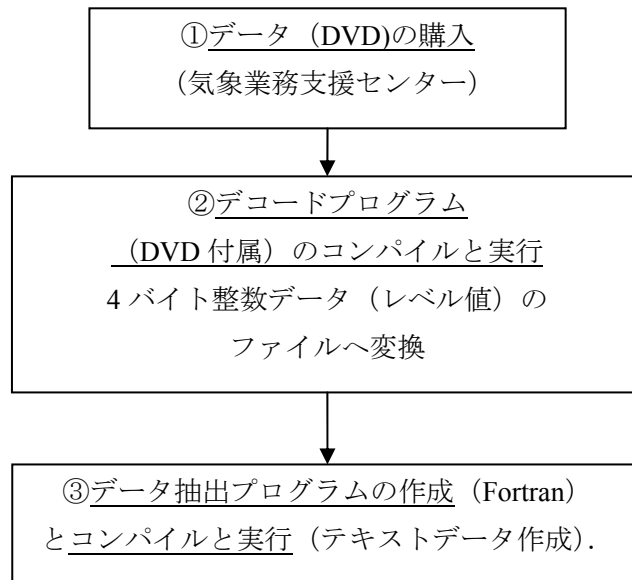 ①データ（DVD)の購入
（気象業務支援センター）
②デコードプログラム
（DVD 付属）のコンパイルと実行
4 バイト整数データ（レベル値）の
ファイルへ変換
③データ抽出プログラムの作成（Fortran）
とコンパイルと実行（テキストデータ作成）.